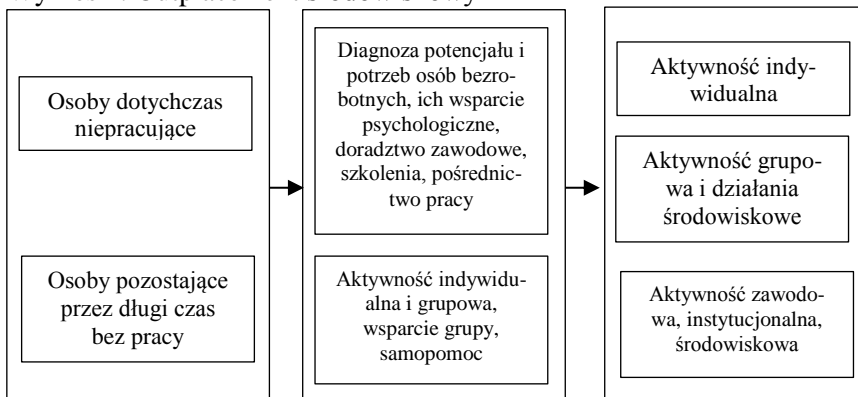 Osoby dotychczas
niepracujące
Osoby pozostające
przez długi czas
bez pracy
Diagnoza potencjału i
potrzeb osób bezro-
botnych, ich wsparcie
psychologiczne,
doradztwo zawodowe,
szkolenia, pośrednic-
two pracy
Aktywność indywidu-
alna i grupowa,
wsparcie grupy,
samopomoc
Aktywność indy-
widualna
Aktywność grupo-
wa i działania
środowiskowe
Aktywność zawodo-
wa, instytucjonalna,
środowiskowa